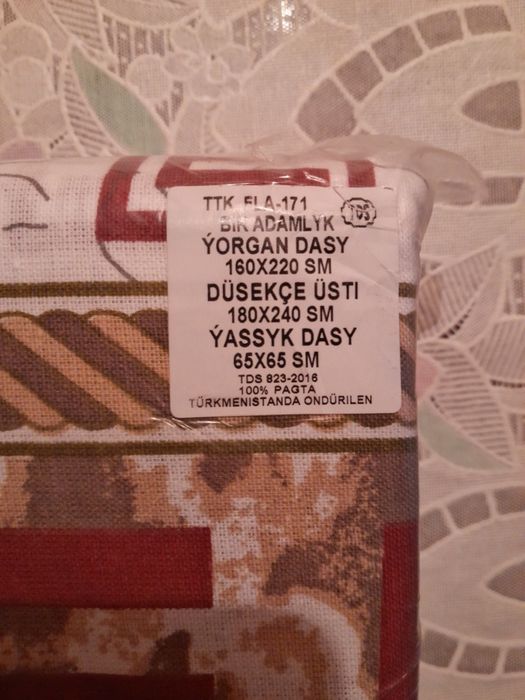 TTK FLA-171
TDS
BIR ADAMLYK
ÝORGAN DASY
160X220 SM
DÜSEKÇE ÜSTI
180X240 SM
ÝASSYK DASY
65X65 SM
TDS 823-2016
100% PAGTA
TÜRKMENISTANDA ÖNDÜRILEN